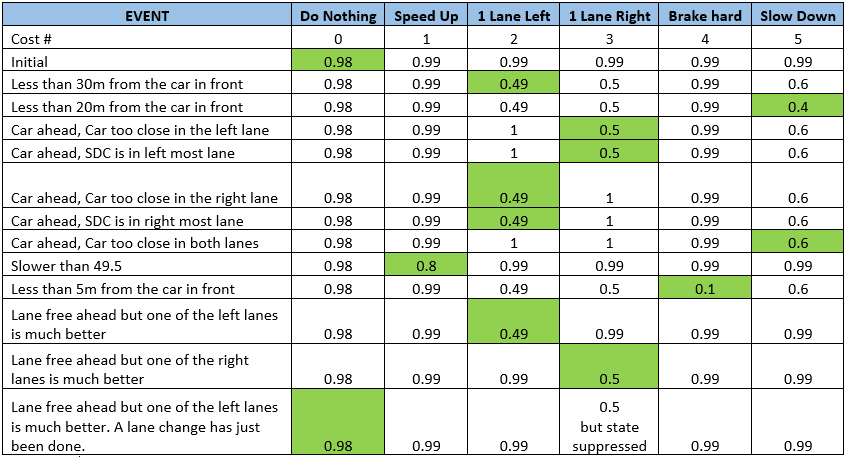 EVENT Do Nothing Speed Up 1 Lane Left 1 Lane Right Brake hard Slow Down
Cost # 0 1 2 3 4 5
Initial 0.98 0.99 0.99 0.99 0.99 0.99
Less than 30m from the car in front 0.98 0.99 0.49 0.5 0.99 0.6
Less than 20m from the car in front 0.98 0.99 0.49 0.5 0.99 0.4
Car ahead, Car too close in the left lane 0.98 0.99 1 0.5 0.99 0.6
Car ahead, SDC is in left most lane 0.98 0.99 1 0.5 0.99 0.6
Car ahead, Car too close in the right lane 0.98 0.99 0.49 1 0.99 0.6
Car ahead, SDC is in right most lane 0.98 0.99 0.49 1 0.99 0.6
Car ahead, Car too close in both lanes 0.98 0.99 1 1 0.99 0.6
Slower than 49.5 0.98 0.8 0.99 0.99 0.99 0.99
Less than 5m from the car in front 0.98 0.99 0.49 0.5 0.1 0.6
Lane free ahead but one of the left lanes
is much better 0.98 0.99 0.49 0.99 0.99 0.99
Lane free ahead but one of the right
lanes is much better 0.98 0.99 0.99 0.5 0.99 0.99
Lane free ahead but one of the left lanes 0.5
is much better. A lane change has just but state
been done. 0.98 0.99 0.99 suppressed 0.99 0.99